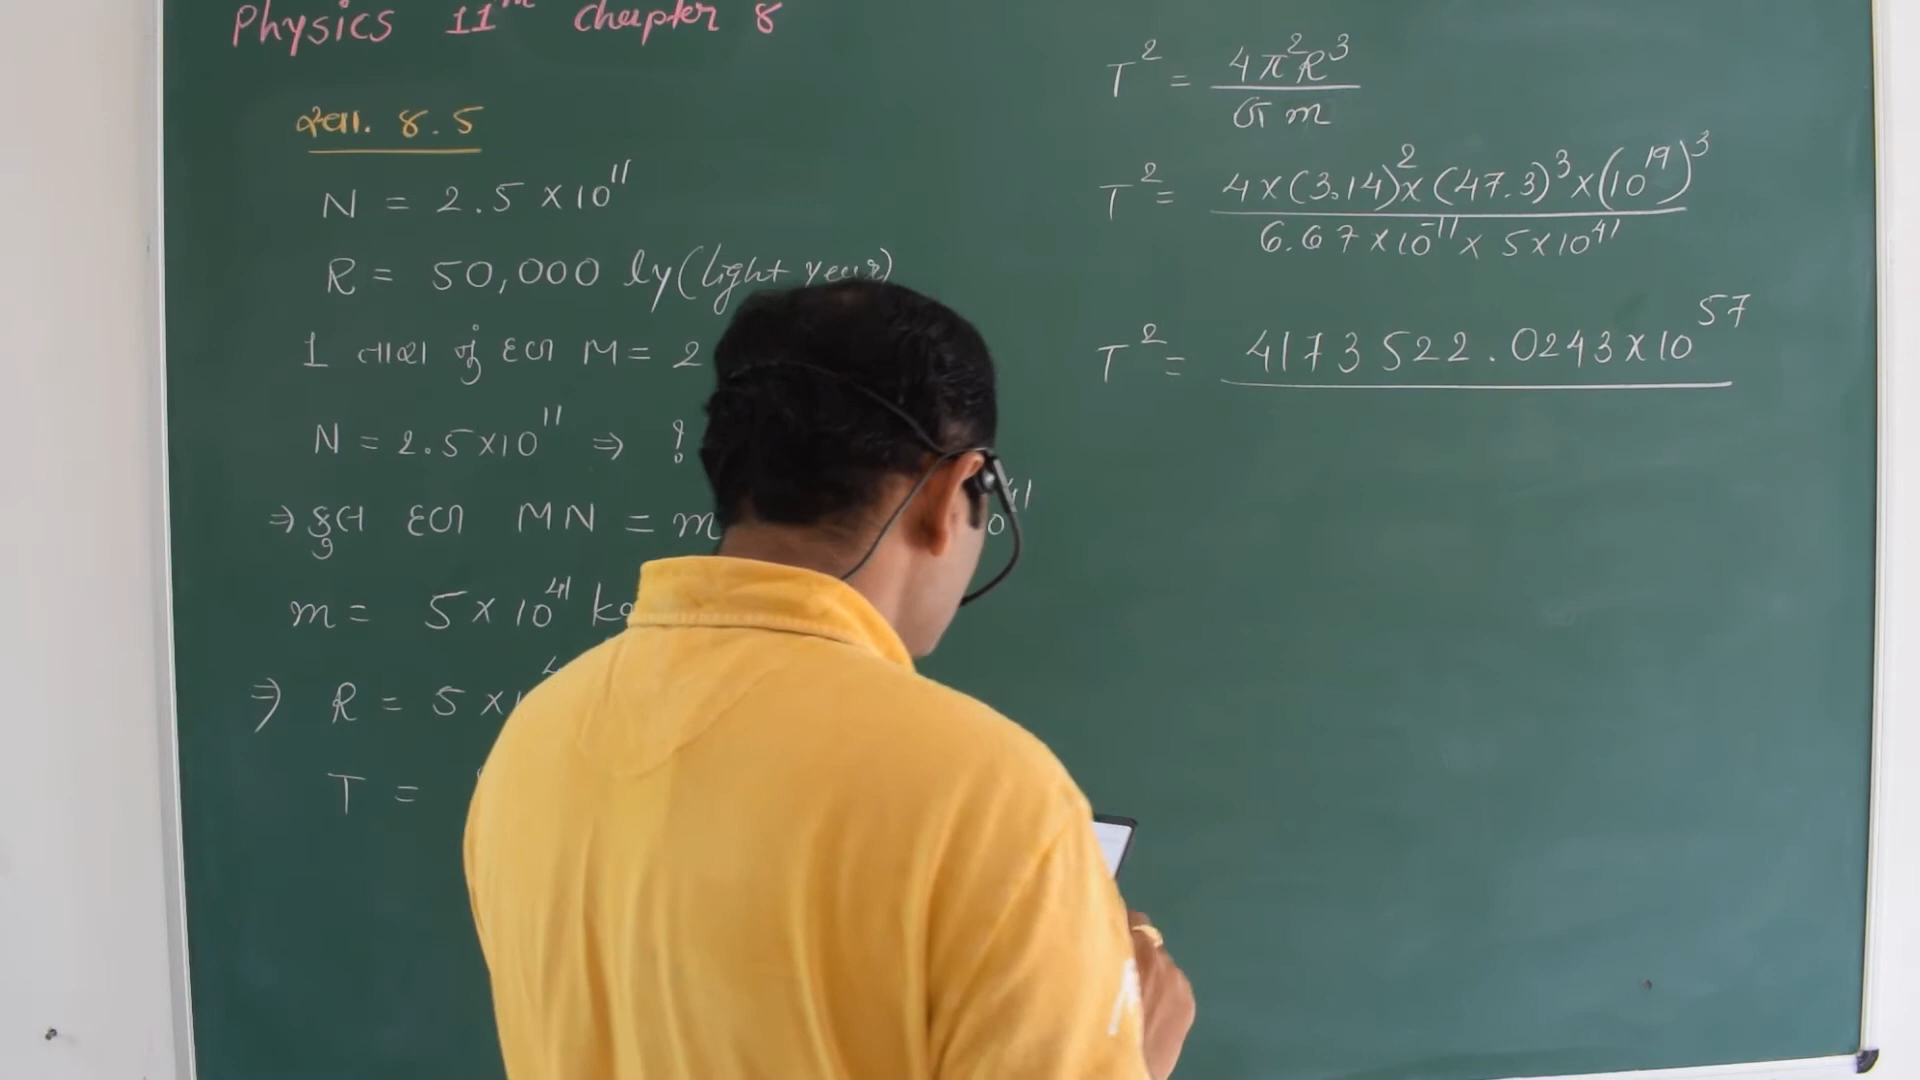 Physics 11th chapter 8
સ્વા. 8.5
N = 2.5 × 10^11
R = 50,000 ly (light year)
1 તારા નું દળ M = 2
N = 2.5×10^11 ⇒ ?
⇒ કુલ દળ MN = m
m = 5 × 10^41 kg
⇒ R = 5 ×
T =
T^2 = 4π^2R^3 / Gm
T^2 = 4×(3.14)^2×(47.3)^3×(10^19)^3 / 6.67×10^-11 × 5×10^41
T^2 = 4173522.0243×10^57